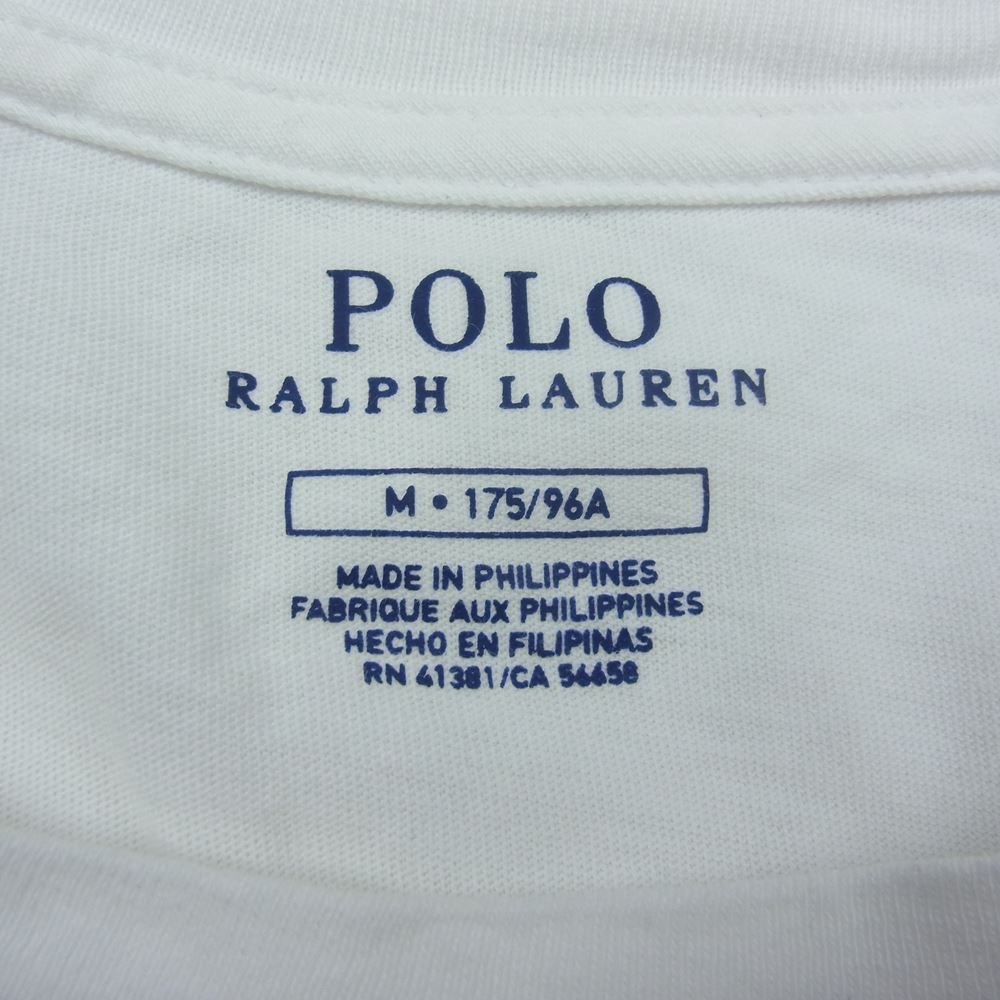 POLO
RALPH LAUREN
M • 175/96A
MADE IN PHILIPPINES
FABRIQUE AUX PHILIPPINES
HECHO EN FILIPINAS
RN 41381/CA 56658